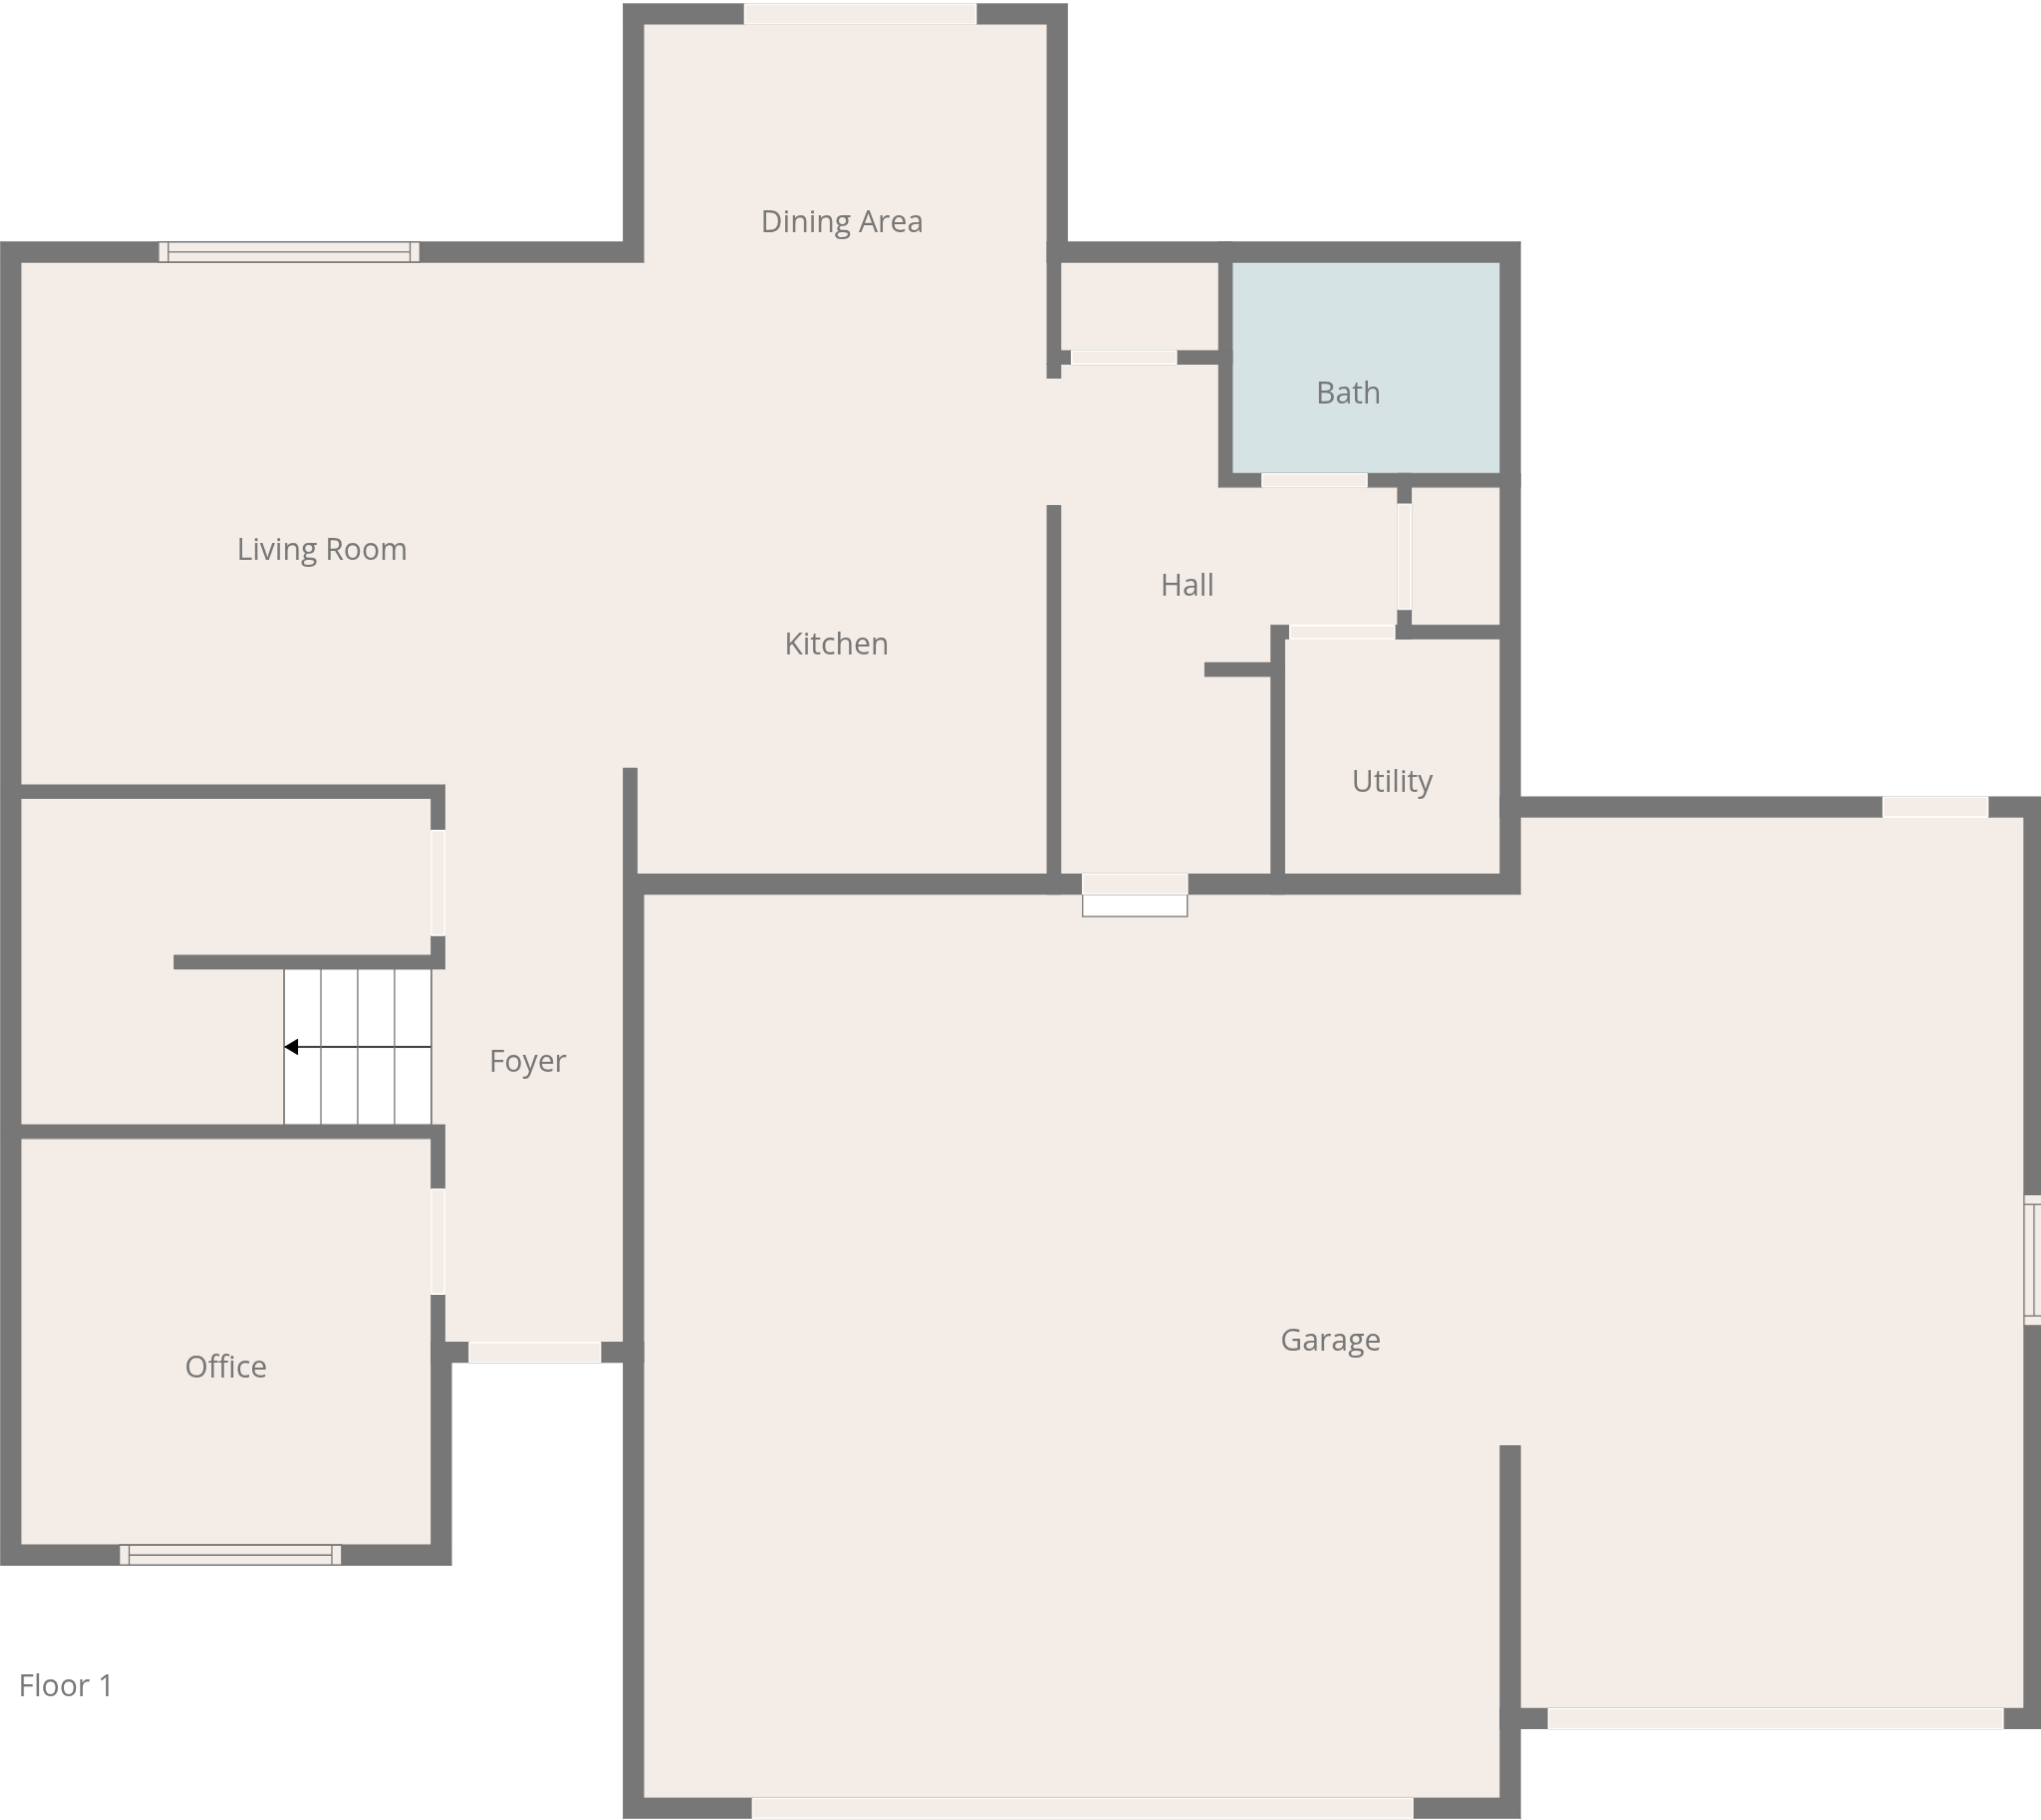 Dining Area
Bath
Living Room
Hall
Kitchen
Utility
Foyer
Garage
Office
Floor 1